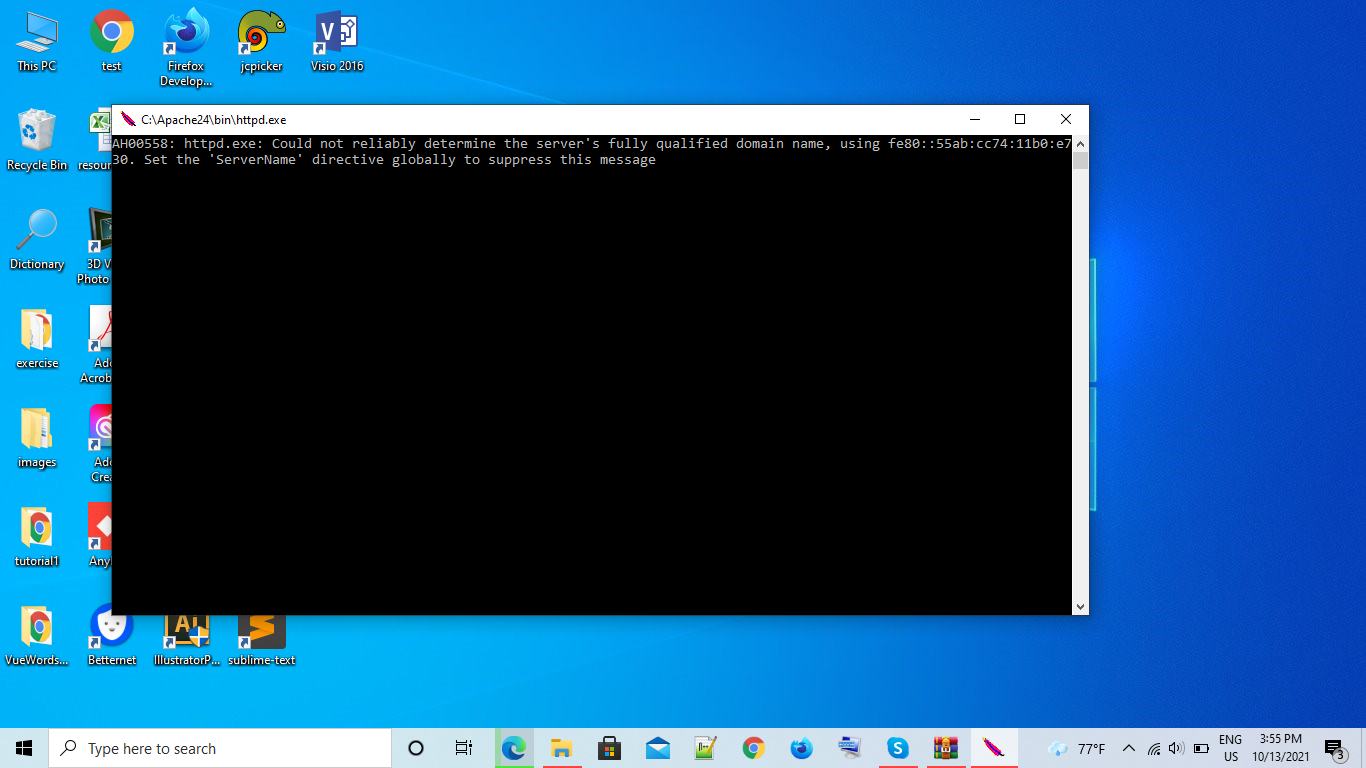 This PC
test
Firefox
Develop...
jcpicker
Visio 2016
C:\Apache24\bin\httpd.exe
AH00558: httpd.exe: Could not reliably determine the server's fully qualified domain name, using fe80::55ab:cc74:11b0:e7
30. Set the 'ServerName' directive globally to suppress this message
Recycle Bin
resour
Dictionary
3D V
Photo
exercise
Ado
Acrob
images
Ado
Crea
tutorial1
Any
VueWords...
Betternet
IllustratorP...
sublime-text
Type here to search
77°F
ENG
US
3:55 PM
10/13/2021
3